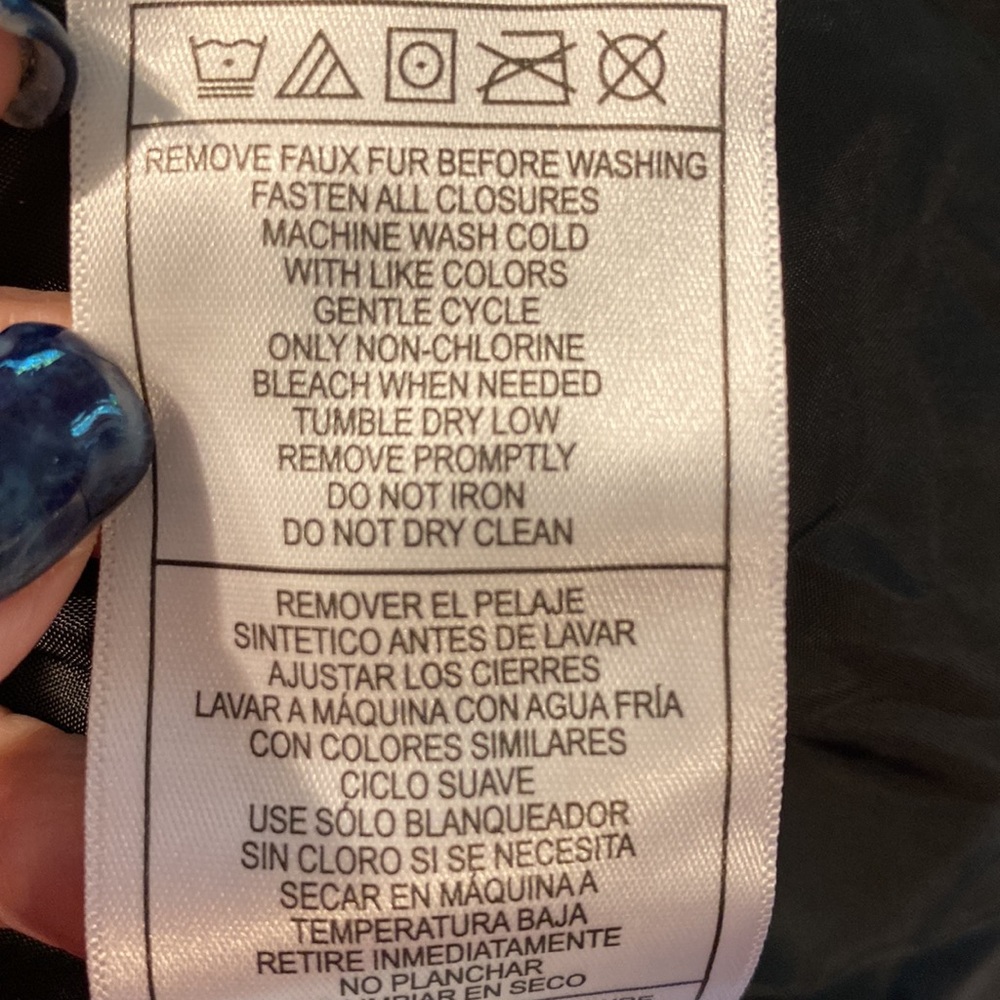 REMOVE FAUX FUR BEFORE WASHING
FASTEN ALL CLOSURES
MACHINE WASH COLD
WITH LIKE COLORS
GENTLE CYCLE
ONLY NON-CHLORINE
BLEACH WHEN NEEDED
TUMBLE DRY LOW
REMOVE PROMPTLY
DO NOT IRON
DO NOT DRY CLEAN
REMOVER EL PELAJE
SINTETICO ANTES DE LAVAR
AJUSTAR LOS CIERRES
LAVAR A MÁQUINA CON AGUA FRÍA
CON COLORES SIMILARES
CICLO SUAVE
USE SÓLO BLANQUEADOR
SIN CLORO SI SE NECESITA
SECAR EN MÁQUINA A
TEMPERATURA BAJA
RETIRE INMEDIATAMENTE
NO PLANCHAR
EN SECO